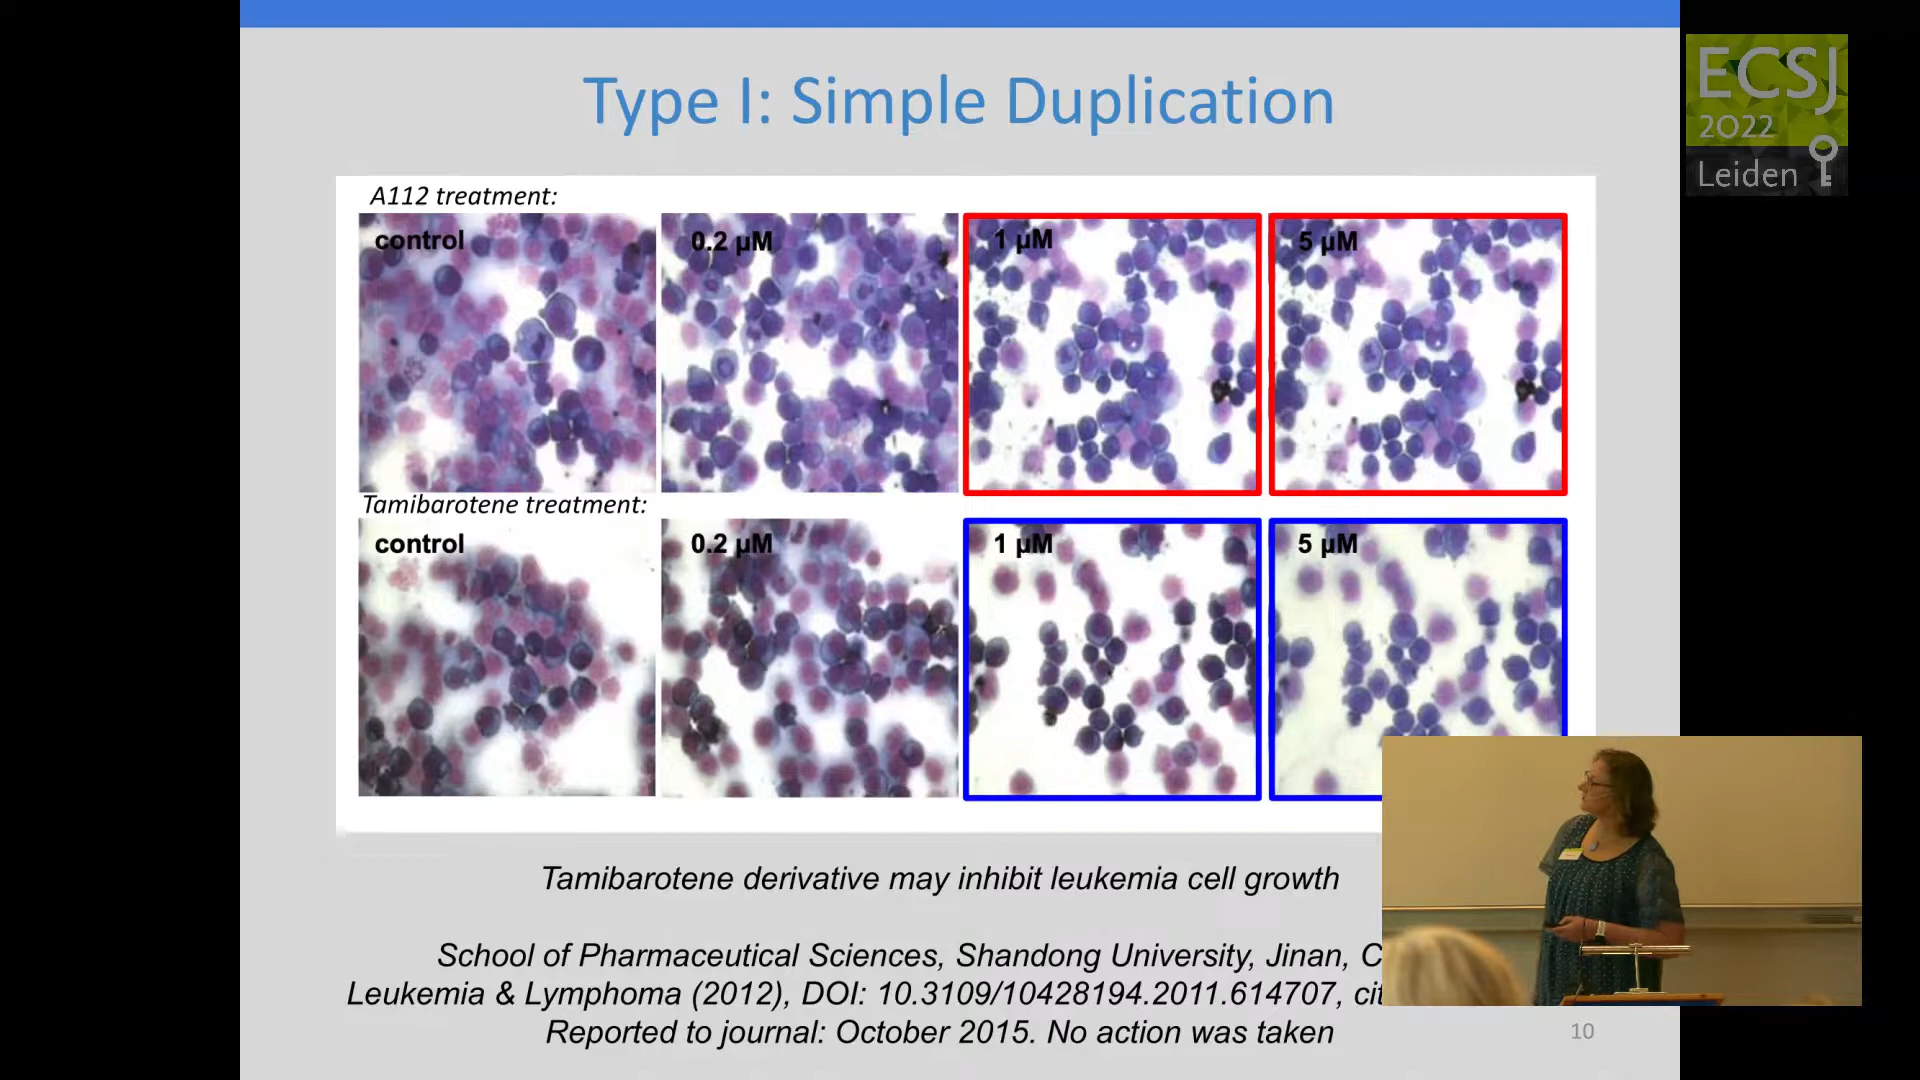 Type I: Simple Duplication
ECSJ
2022
Leiden
A112 treatment:
control
0.2 µM
1 µM
5 µM
Tamibarotene treatment:
control
0.2 µM
1 µM
5 µM
Tamibarotene derivative may inhibit leukemia cell growth
School of Pharmaceutical Sciences, Shandong University, Jinan, C
Leukemia & Lymphoma (2012), DOI: 10.3109/10428194.2011.614707, cit
Reported to journal: October 2015. No action was taken
10